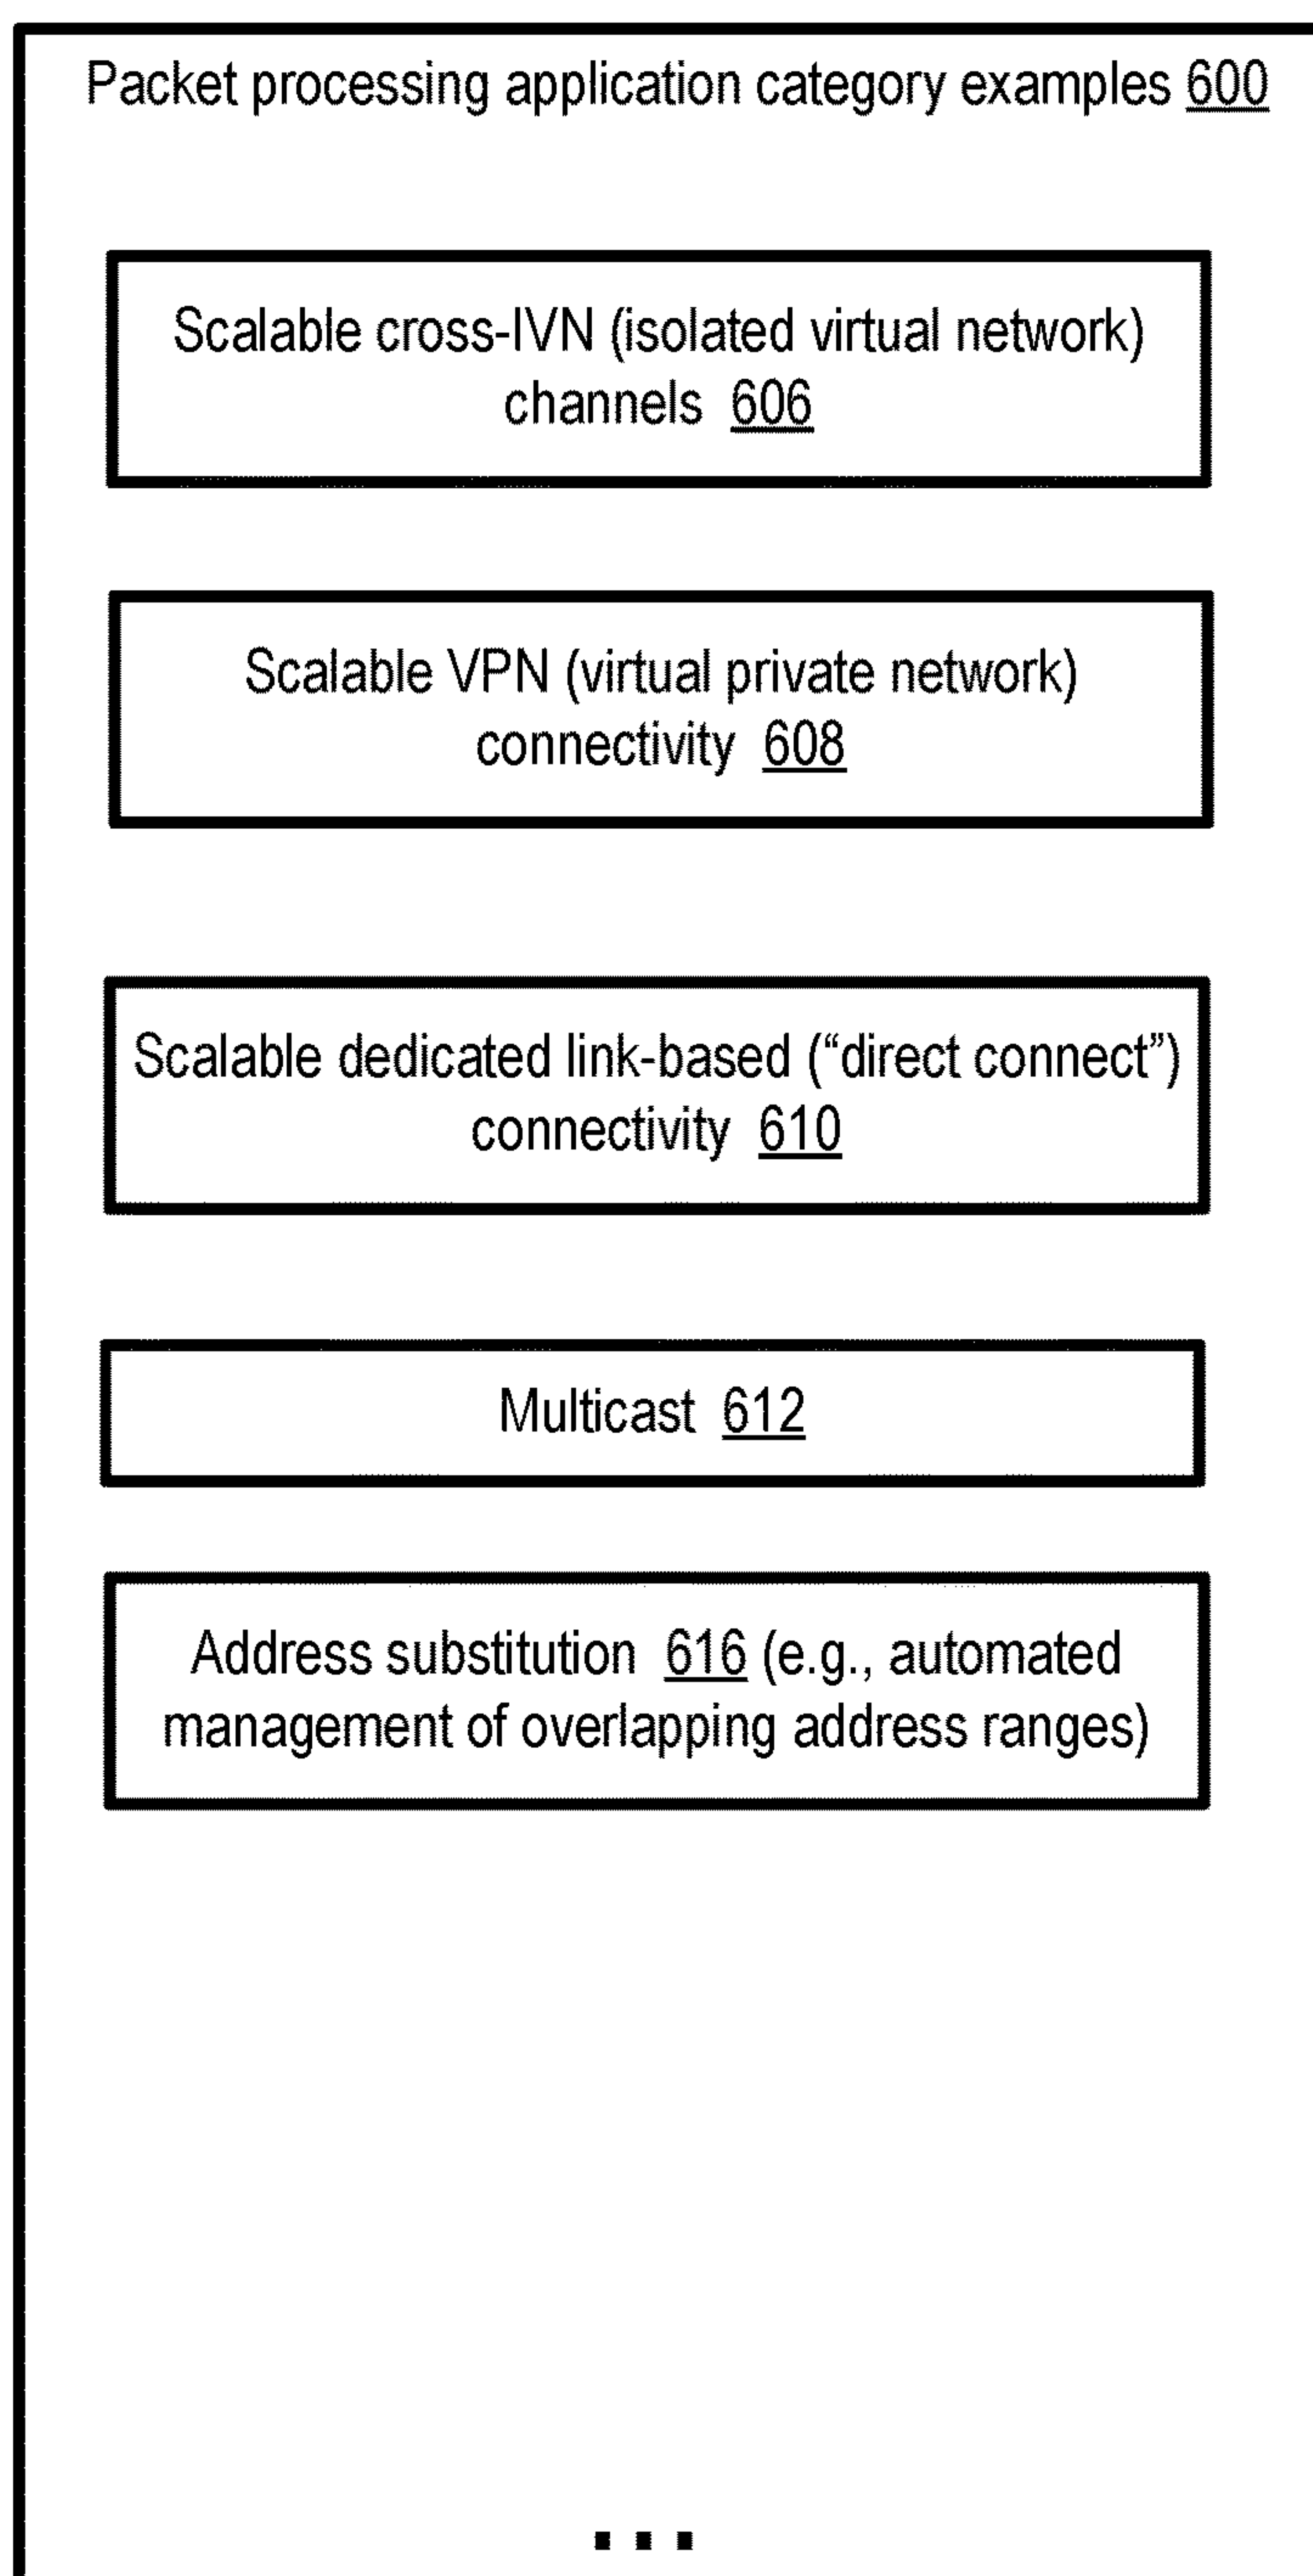 Packet processing application category examples 600
Scalable cross-IVN (isolated virtual network)
channels 606
Scalable VPN (virtual private network)
connectivity 608
Scalable dedicated link-based (“direct connect”)
connectivity 610
Multicast 612
Address substitution 616 (e.g., automated
management of overlapping address ranges)
...